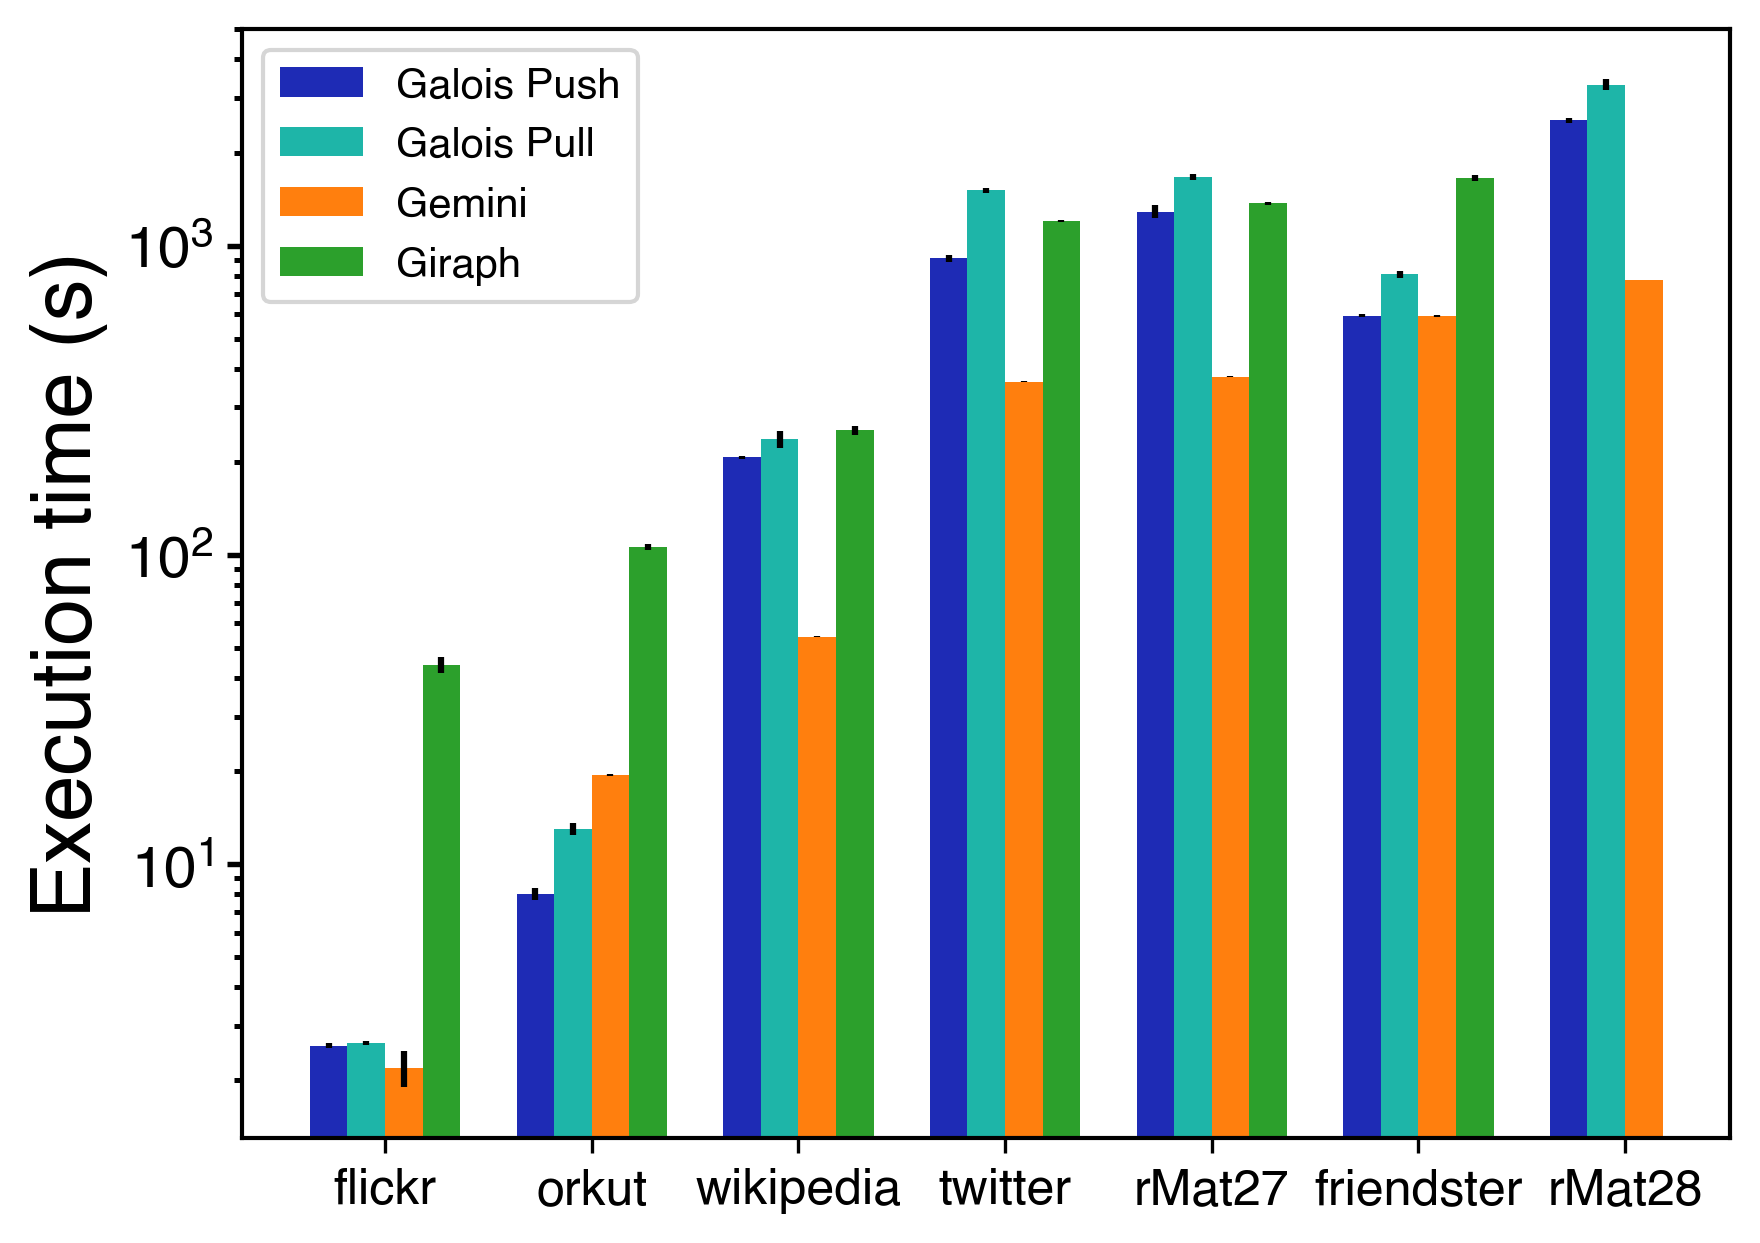 Galois Push
Galois Pull
Gemini
Giraph
Execution time (s)
10³
10²
10¹
flickr orkut wikipedia twitter rMat27 friendster rMat28